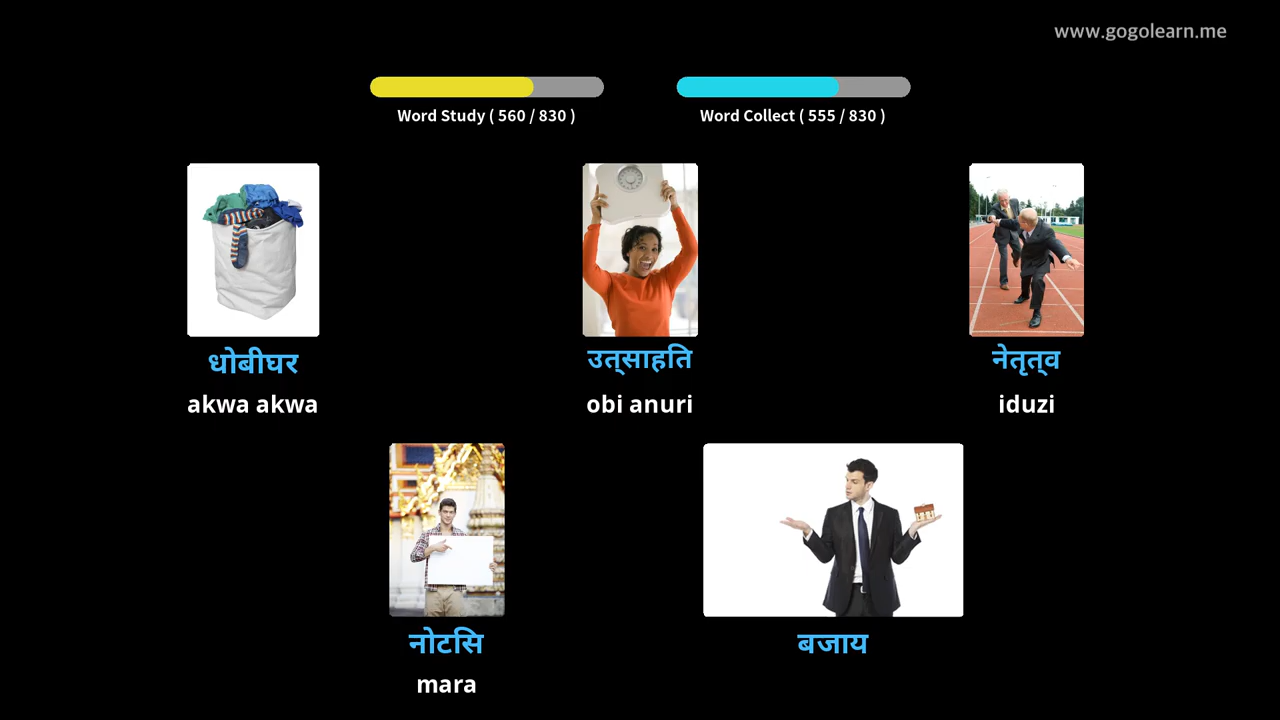 www.gogolearn.me
Word Study ( 560 / 830 )
Word Collect ( 555 / 830 )
धोबीघर
उत्साहति
नेतृत्व
akwa akwa
obi anuri
iduzi
नोटसि
बजाय
mara